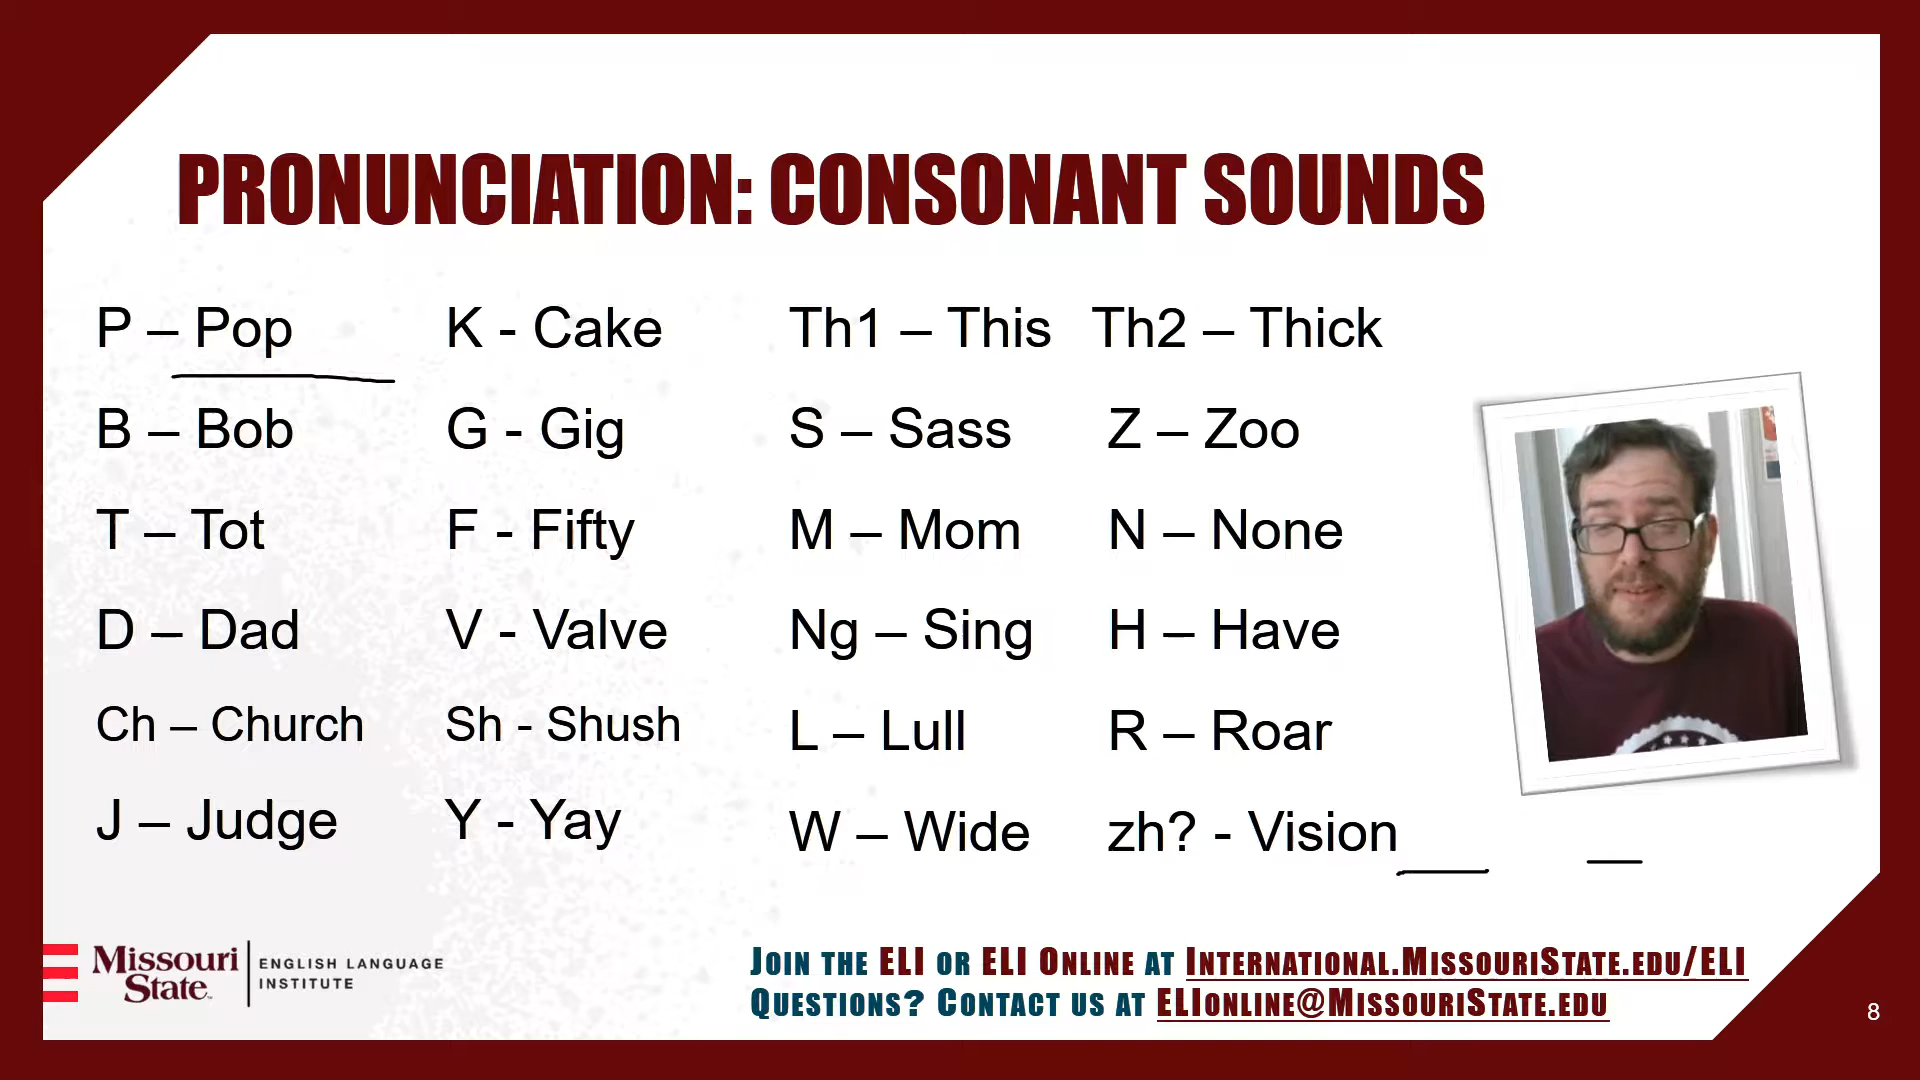 PRONUNCIATION: CONSONANT SOUNDS
P – Pop
B – Bob
T – Tot
D – Dad
Ch – Church
J – Judge
K - Cake
G - Gig
F - Fifty
V - Valve
Sh - Shush
Y - Yay
Th1 – This
S – Sass
M – Mom
Ng – Sing
L – Lull
W – Wide
Th2 – Thick
Z – Zoo
N – None
H – Have
R – Roar
zh? - Vision
Missouri
State™
ENGLISH LANGUAGE
INSTITUTE
JOIN THE ELI OR ELI ONLINE AT INTERNATIONAL.MISSOURISTATE.EDU/ELI
QUESTIONS? CONTACT US AT ELIONLINE@MISSOURISTATE.EDU
8